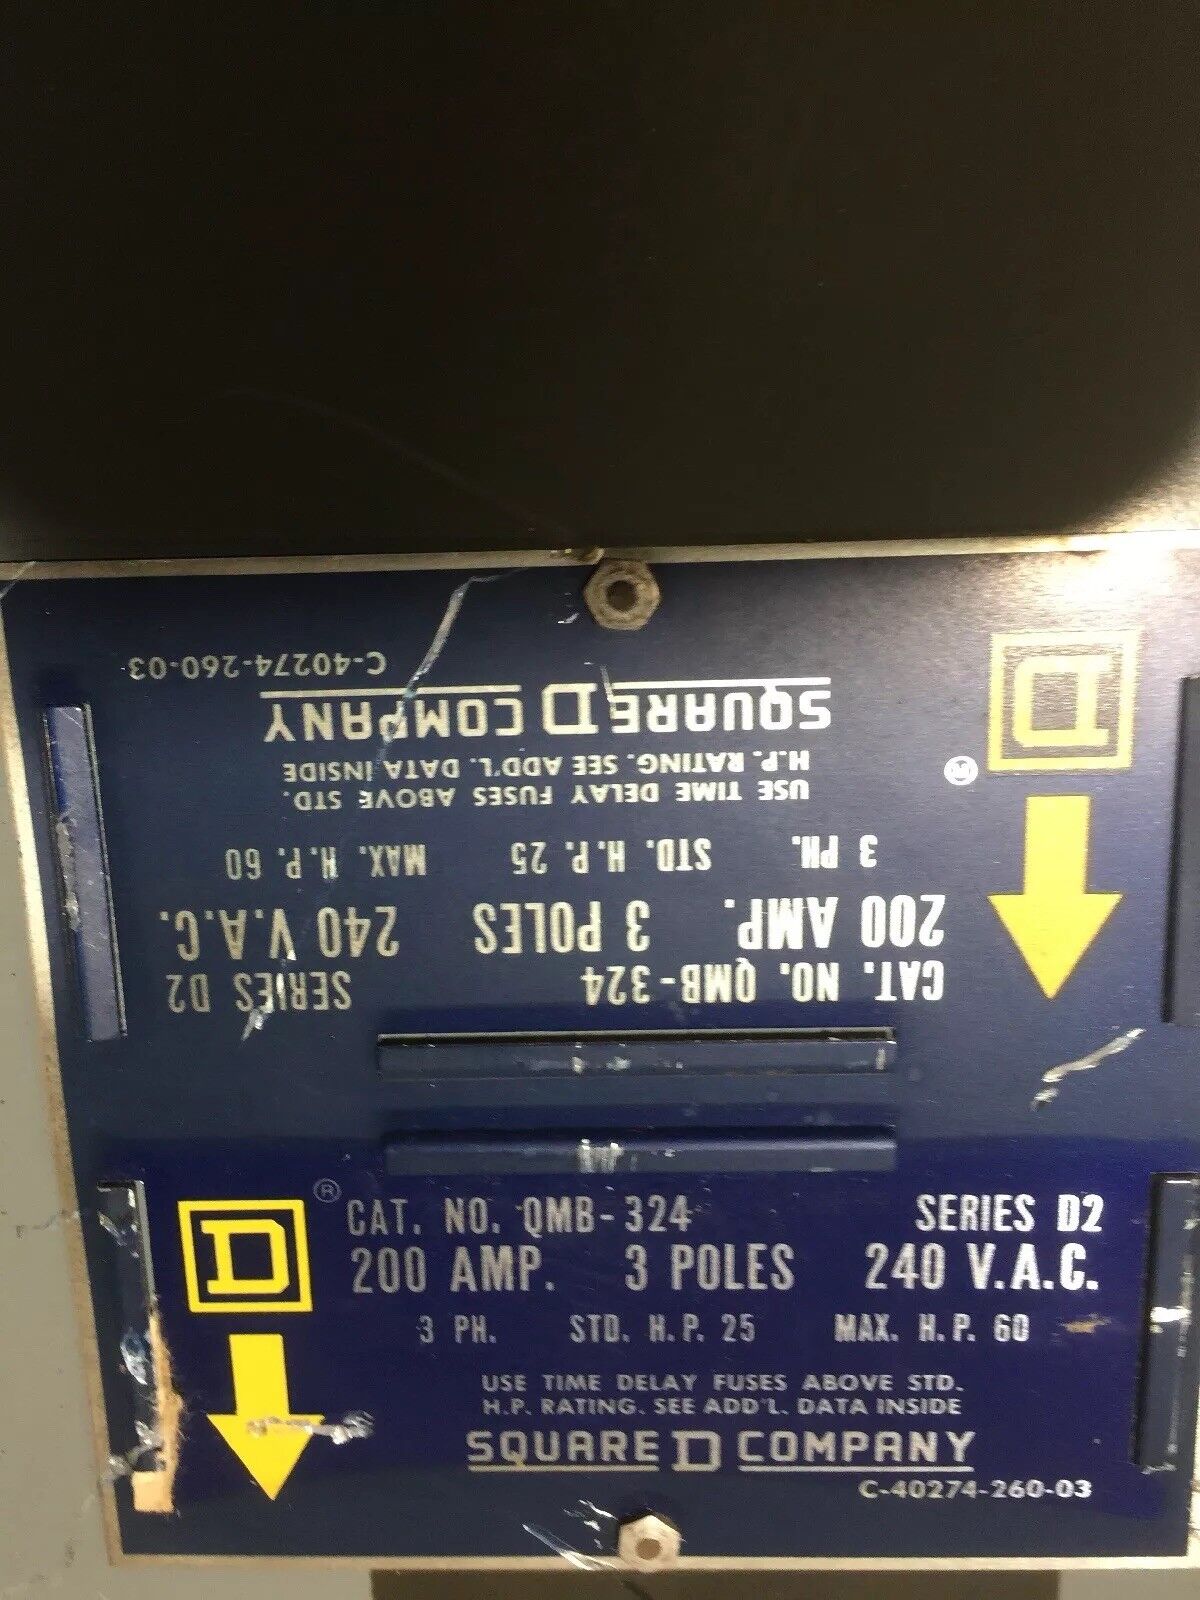 C-40274-260-03
SQUARE D COMPANY
H.P. RATING. SEE ADD'L. DATA INSIDE
USE TIME DELAY FUSES ABOVE STD.
3 PH. STD. H.P. 25 MAX. H.P. 60
200 AMP. 3 POLES 240 V.A.C.
CAT. NO. QMB-324 SERIES D2
D
®
D
®
CAT. NO. QMB-324 SERIES D2
200 AMP. 3 POLES 240 V.A.C.
3 PH. STD. H.P. 25 MAX. H.P. 60
USE TIME DELAY FUSES ABOVE STD.
H.P. RATING. SEE ADD'L. DATA INSIDE
SQUARE D COMPANY
C-40274-260-03